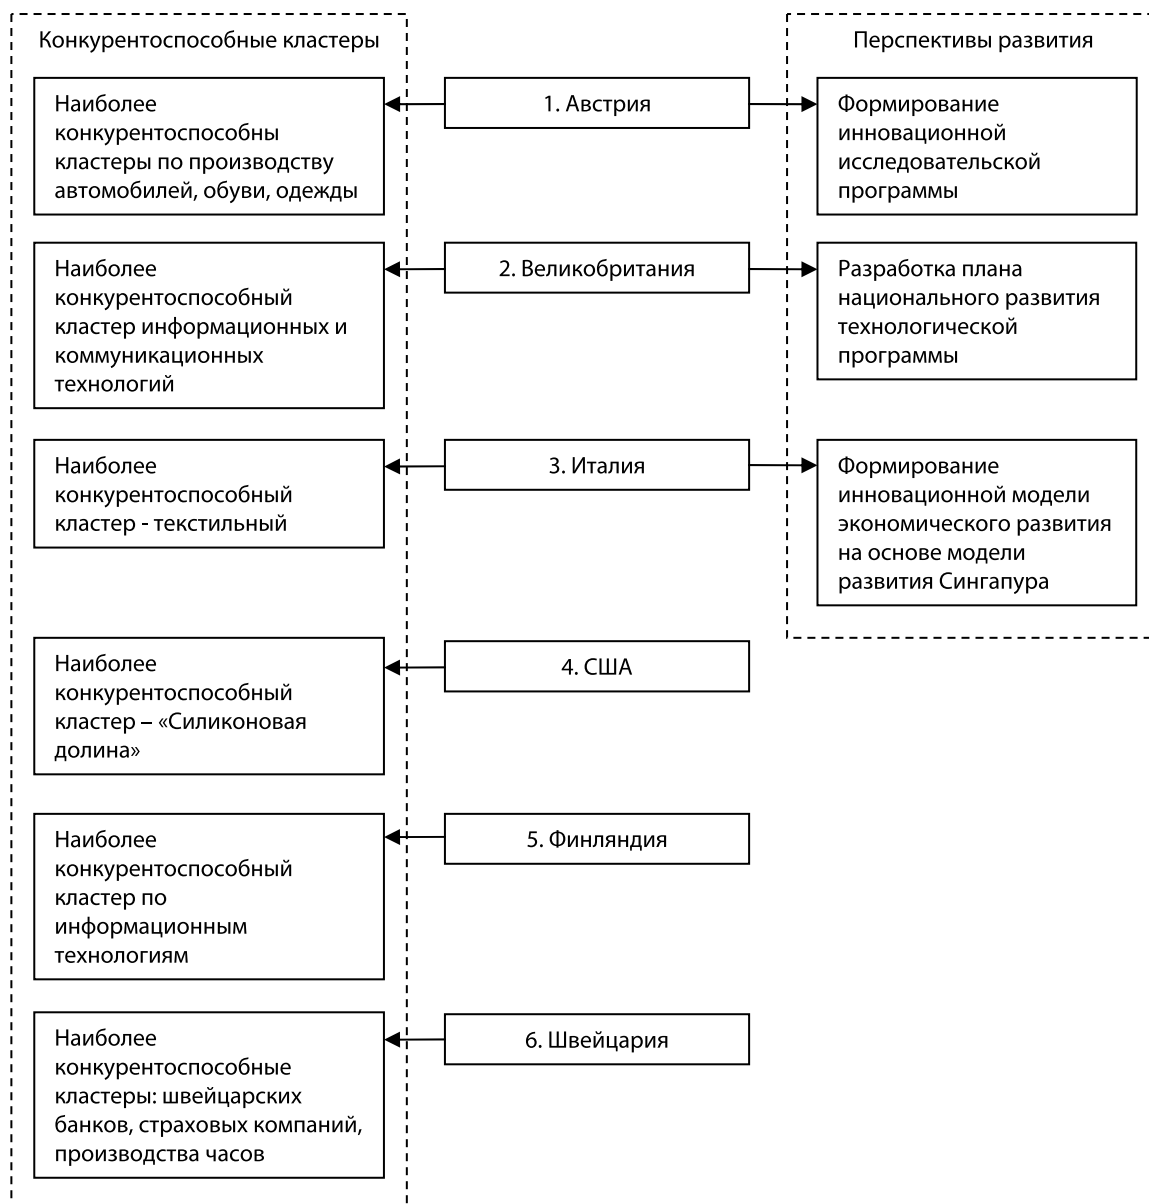 Конкурентоспособные кластеры
Перспективы развития
Наиболее
конкурентоспособны
кластеры по производству
автомобилей, обуви, одежды
1. Австрия
Формирование
инновационной
исследовательской
программы
Наиболее
конкурентоспособный
кластер информационных и
коммуникационных
технологий
2. Великобритания
Разработка плана
национального развития
технологической
программы
Наиболее
конкурентоспособный
кластер - текстильный
3. Италия
Формирование
инновационной модели
экономического развития
на основе модели
развития Сингапура
Наиболее
конкурентоспособный
кластер – «Силиконовая
долина»
4. США
Наиболее
конкурентоспособный
кластер по
информационным
технологиям
5. Финляндия
Наиболее
конкурентоспособные
кластеры: швейцарских
банков, страховых компаний,
производства часов
6. Швейцария